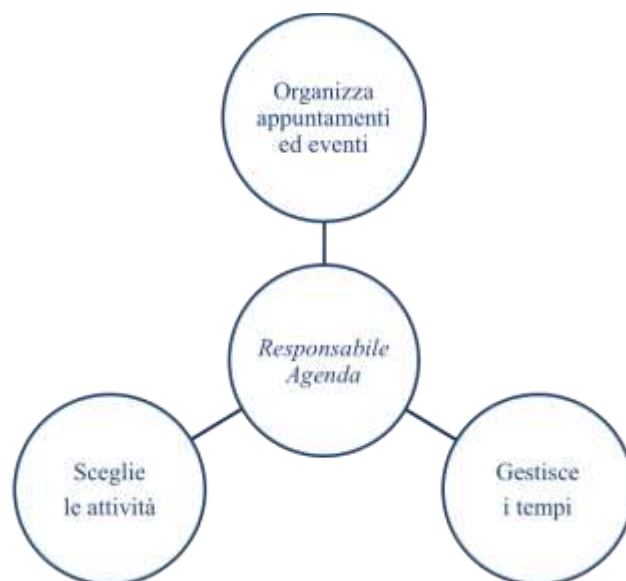 Organizza
appuntamenti
ed eventi
Responsabile
Agenda
Sceglie
le attività
Gestisce
i tempi